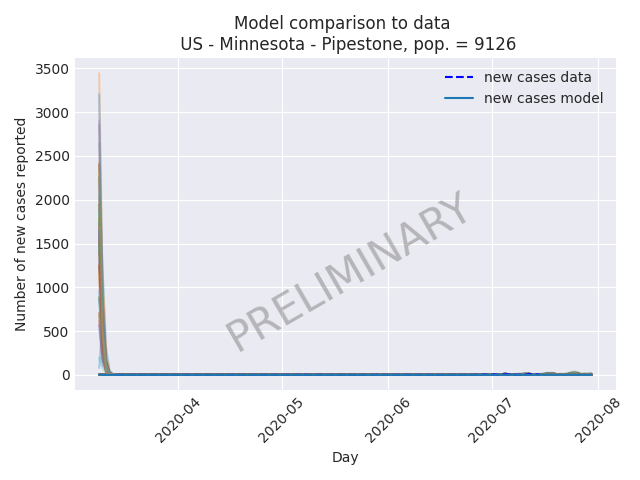 Model comparison to data
US - Minnesota - Pipestone, pop. = 9126
new cases data
new cases model
Number of new cases reported
3500
3000
2500
2000
1500
1000
500
0
PRELIMINARY
2020-04
2020-05
2020-06
2020-07
2020-08
Day